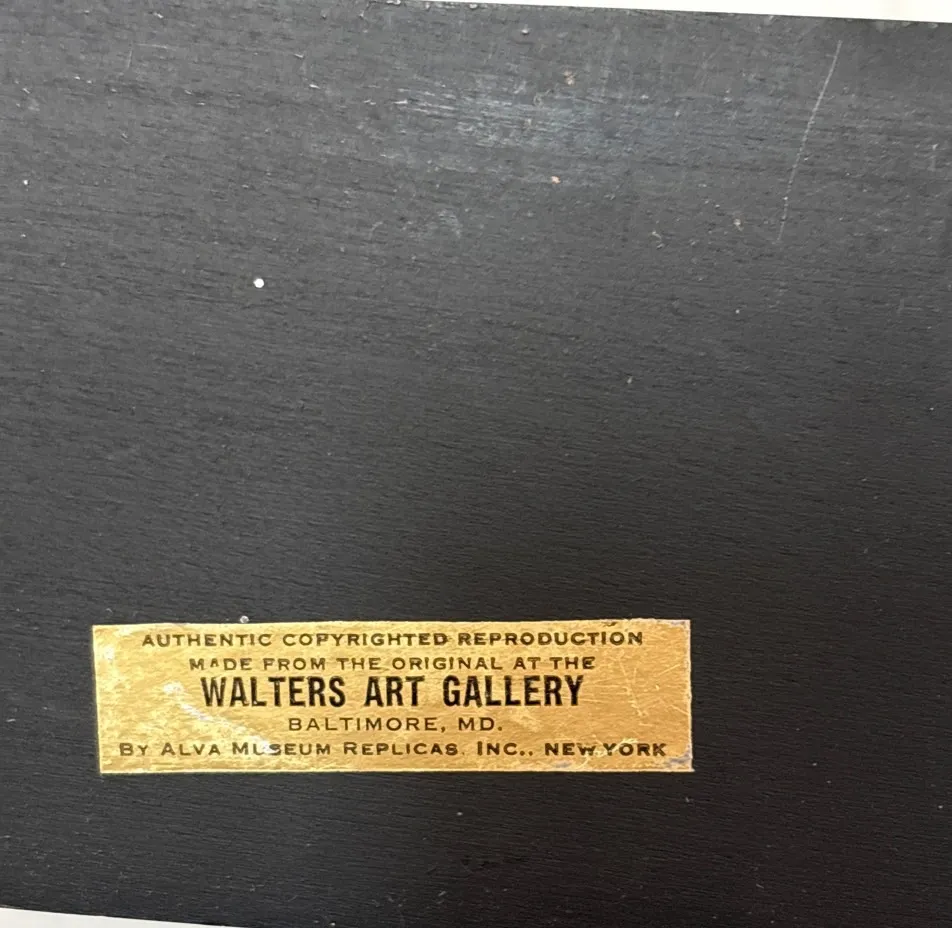 AUTHENTIC COPYRIGHTED REPRODUCTION
MADE FROM THE ORIGINAL AT THE
WALTERS ART GALLERY
BALTIMORE, MD.
BY ALVA MUSEUM REPLICAS. INC., NEW YORK